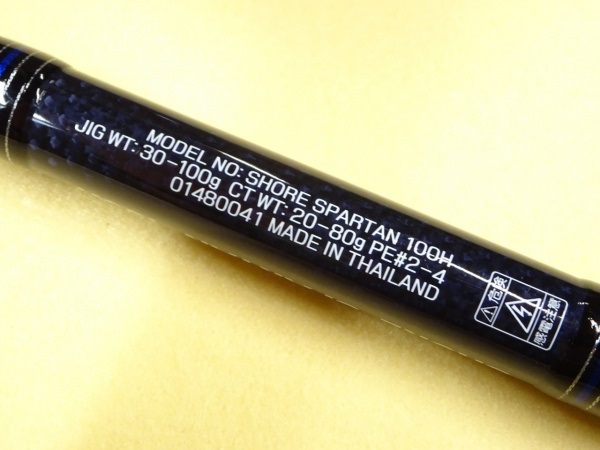 MODEL NO: SHORE SPARTAN 100H
JIG WT: 30-100g CT WT: 20-80g PE#2-4
01480041 MADE IN THAILAND
⚠危険
感電注意